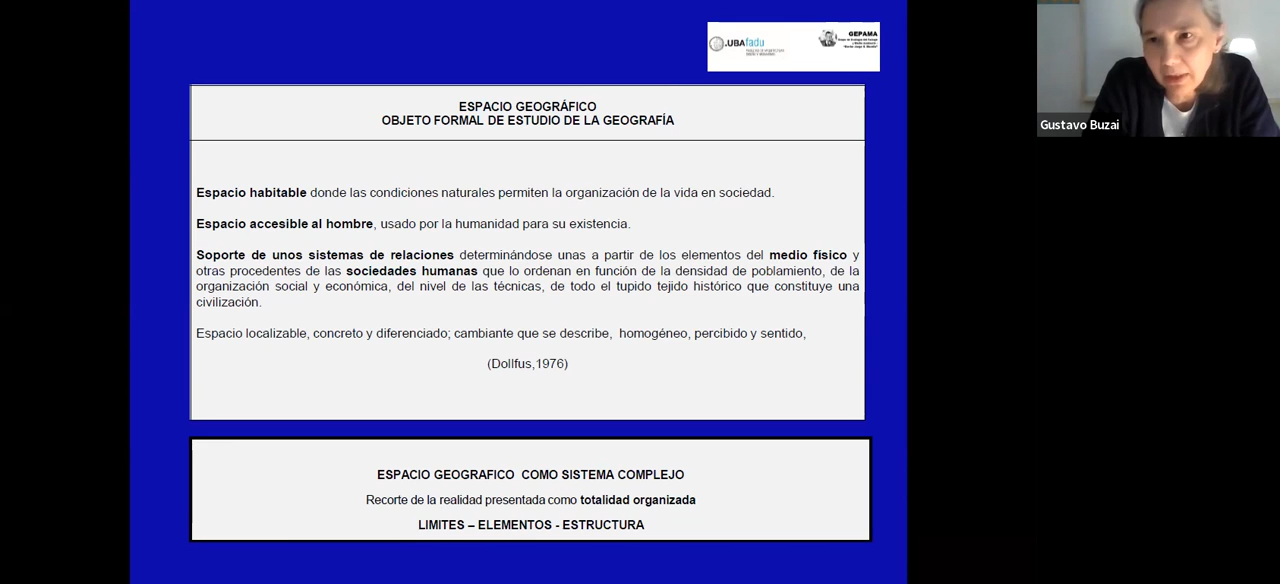 .UBAfadu
GEPAMA
ESPACIO GEOGRÁFICO
OBJETO FORMAL DE ESTUDIO DE LA GEOGRAFÍA
Espacio habitable donde las condiciones naturales permiten la organización de la vida en sociedad.
Espacio accesible al hombre, usado por la humanidad para su existencia.
Soporte de unos sistemas de relaciones determinándose unas a partir de los elementos del medio físico y
otras procedentes de las sociedades humanas que lo ordenan en función de la densidad de poblamiento, de la
organización social y económica, del nivel de las técnicas, de todo el tupido tejido histórico que constituye una
civilización.
Espacio localizable, concreto y diferenciado; cambiante que se describe, homogéneo, percibido y sentido,
(Dollfus,1976)
ESPACIO GEOGRAFICO COMO SISTEMA COMPLEJO
Recorte de la realidad presentada como totalidad organizada
LIMITES – ELEMENTOS - ESTRUCTURA
Gustavo Buzai